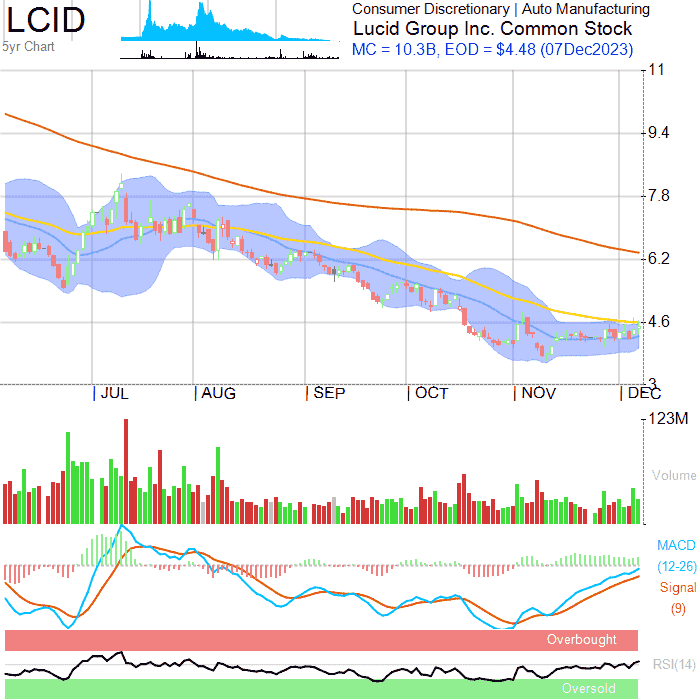 LCID
5yr Chart
Consumer Discretionary | Auto Manufacturing
Lucid Group Inc. Common Stock
MC = 10.3B, EOD = $4.48 (07Dec2023)
11
9.4
7.8
6.2
4.6
3
JUL AUG SEP OCT NOV DEC
123M
Volume
MACD
(12-26)
Signal
(9)
Overbought
RSI(14)
Oversold